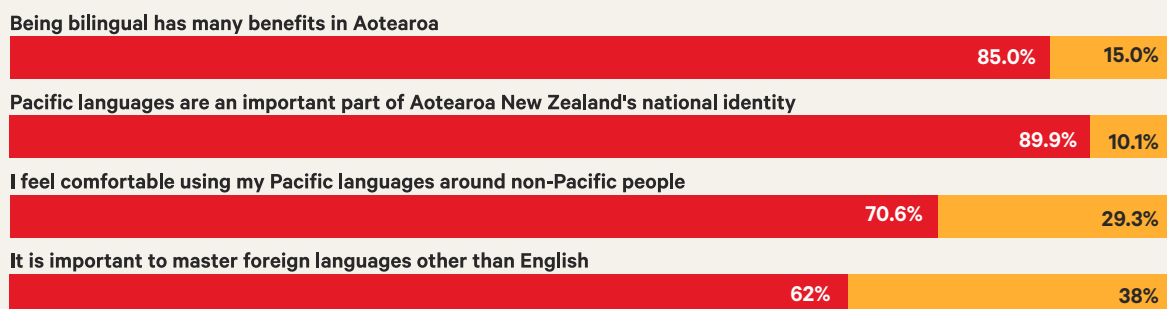 Being bilingual has many benefits in Aotearoa
85.0% 15.0%
Pacific languages are an important part of Aotearoa New Zealand's national identity
89.9% 10.1%
I feel comfortable using my Pacific languages around non-Pacific people
70.6% 29.3%
It is important to master foreign languages other than English
62% 38%